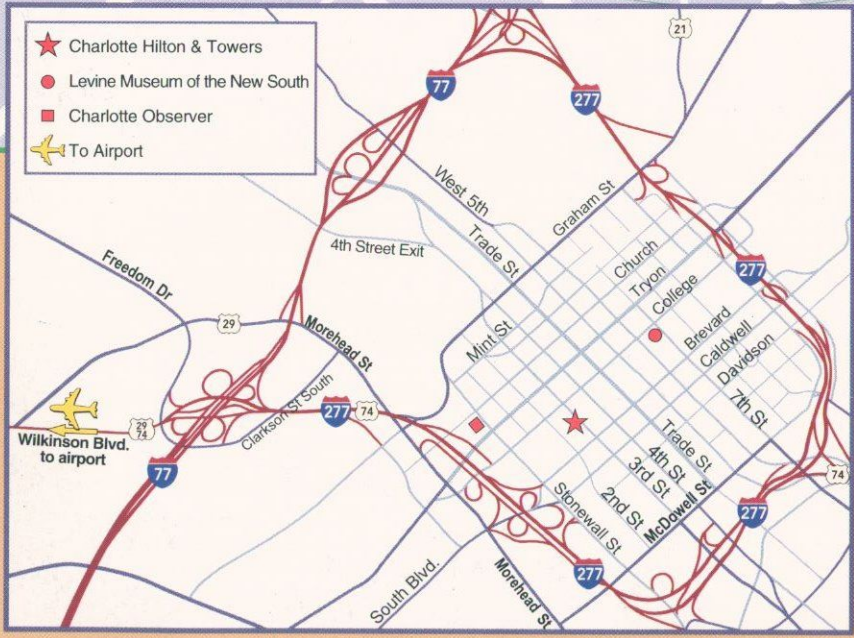 Charlotte Hilton & Towers
Levine Museum of the New South
Charlotte Observer
To Airport
77
277
21
West 5th
Trade St
Graham St
4th Street Exit
Church
Tryon
College
277
Freedom Dr
29
Morehead St
Mint St
Brevard
Caldwell
Davidson
7th St
Clarkson St South
277
74
29
74
Wilkinson Blvd.
to airport
77
Trade St
4th St
3rd St
2nd St
McDowell St
Stonewall St
74
277
277
South Blvd.
Morehead St